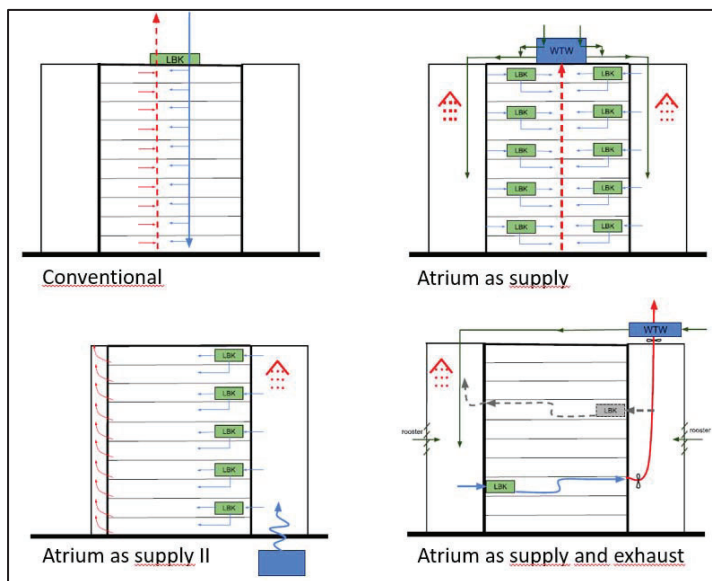 LBK
Conventional
WTW
LBK LBK
LBK LBK
LBK LBK
LBK LBK
LBK LBK
Atrium as supply
LBK
LBK
LBK
LBK
LBK
Atrium as supply II
WTW
LBK
rooster rooster
LBK
Atrium as supply and exhaust